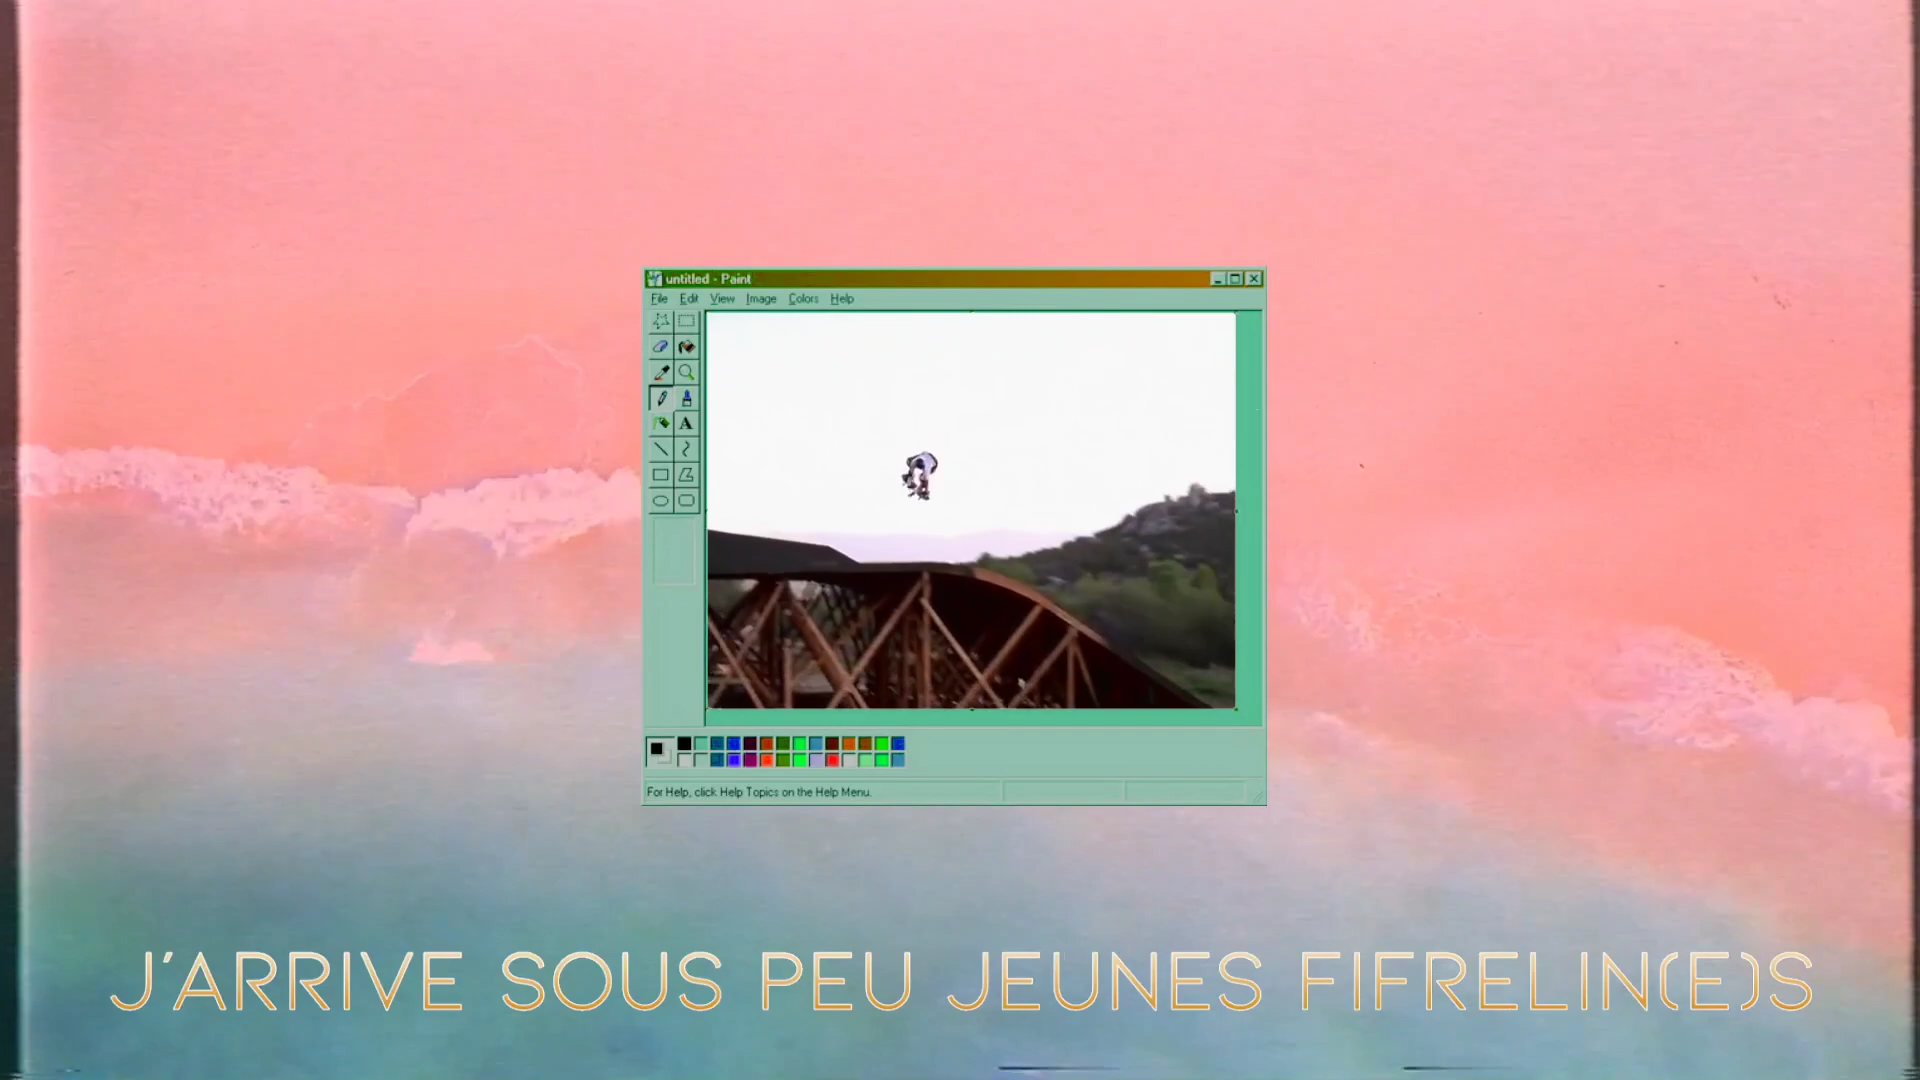 untitled - Paint
File Edit View Image Colors Help
A
For Help, click Help Topics on the Help Menu.
J'ARRIVE SOUS PEU JEUNES FIFRELIN(E)S